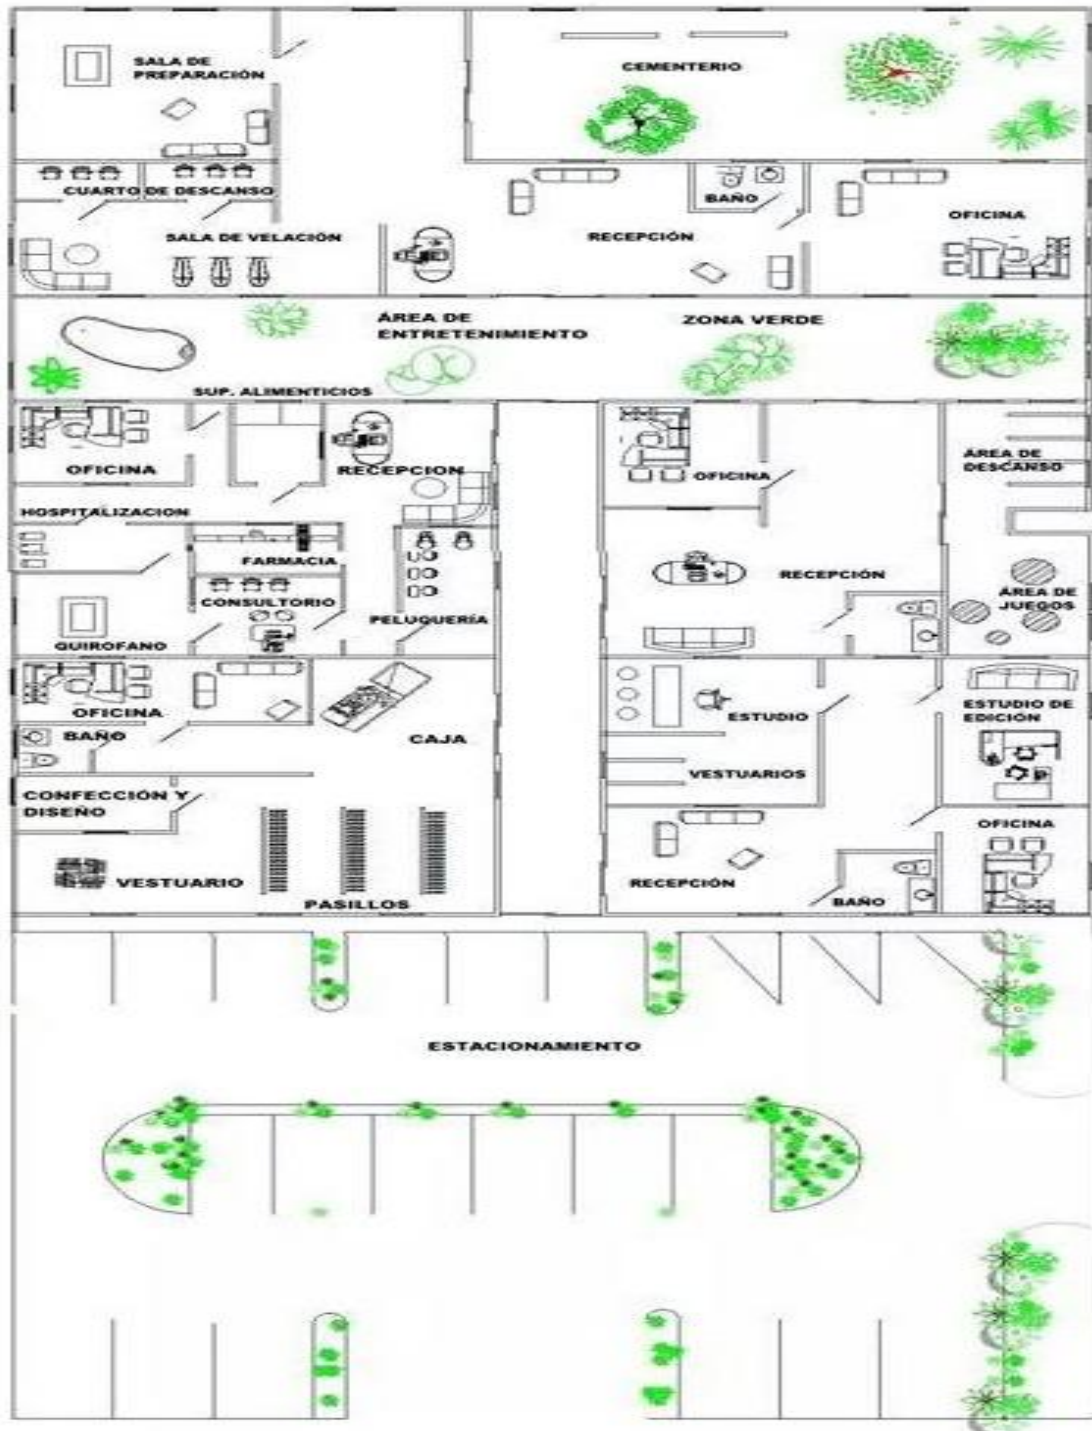 SALA DE
PREPARACIÓN
CEMENTERIO
CUARTO DE DESCANSO
BAÑO
OFICINA
SALA DE VELACIÓN
RECEPCIÓN
ÁREA DE
ENTRETENIMIENTO
ZONA VERDE
SUP. ALIMENTICIOS
OFICINA
RECEPCION
OFICINA
ÁREA DE
DESCANSO
HOSPITALIZACION
FARMACIA
RECEPCIÓN
CONSULTORIO
PELUQUERÍA
ÁREA DE
JUEGOS
QUIROFANO
OFICINA
ESTUDIO
ESTUDIO DE
EDICIÓN
BAÑO
CAJA
VESTUARIOS
CONFECCIÓN Y
DISEÑO
OFICINA
VESTUARIO
RECEPCIÓN
BAÑO
PASILLOS
ESTACIONAMIENTO